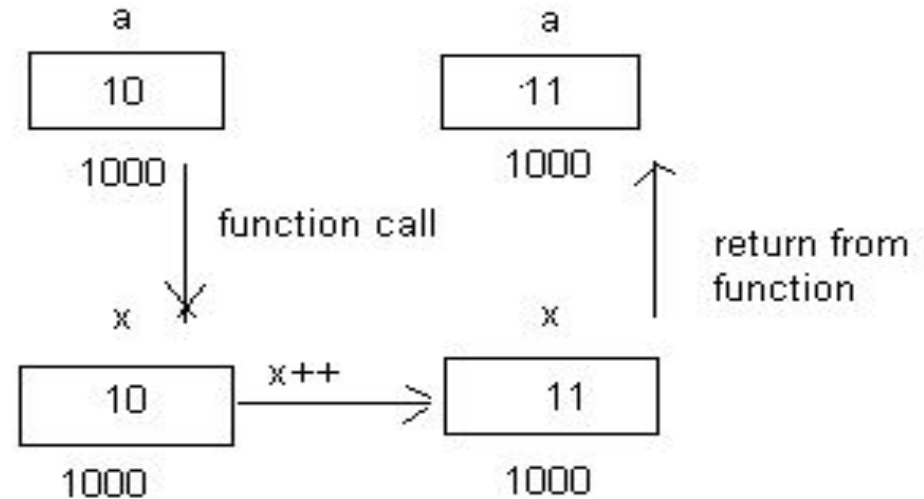 a
a
10
11
1000
1000
function call
return from
function
x
x
10
x++
11
1000
1000